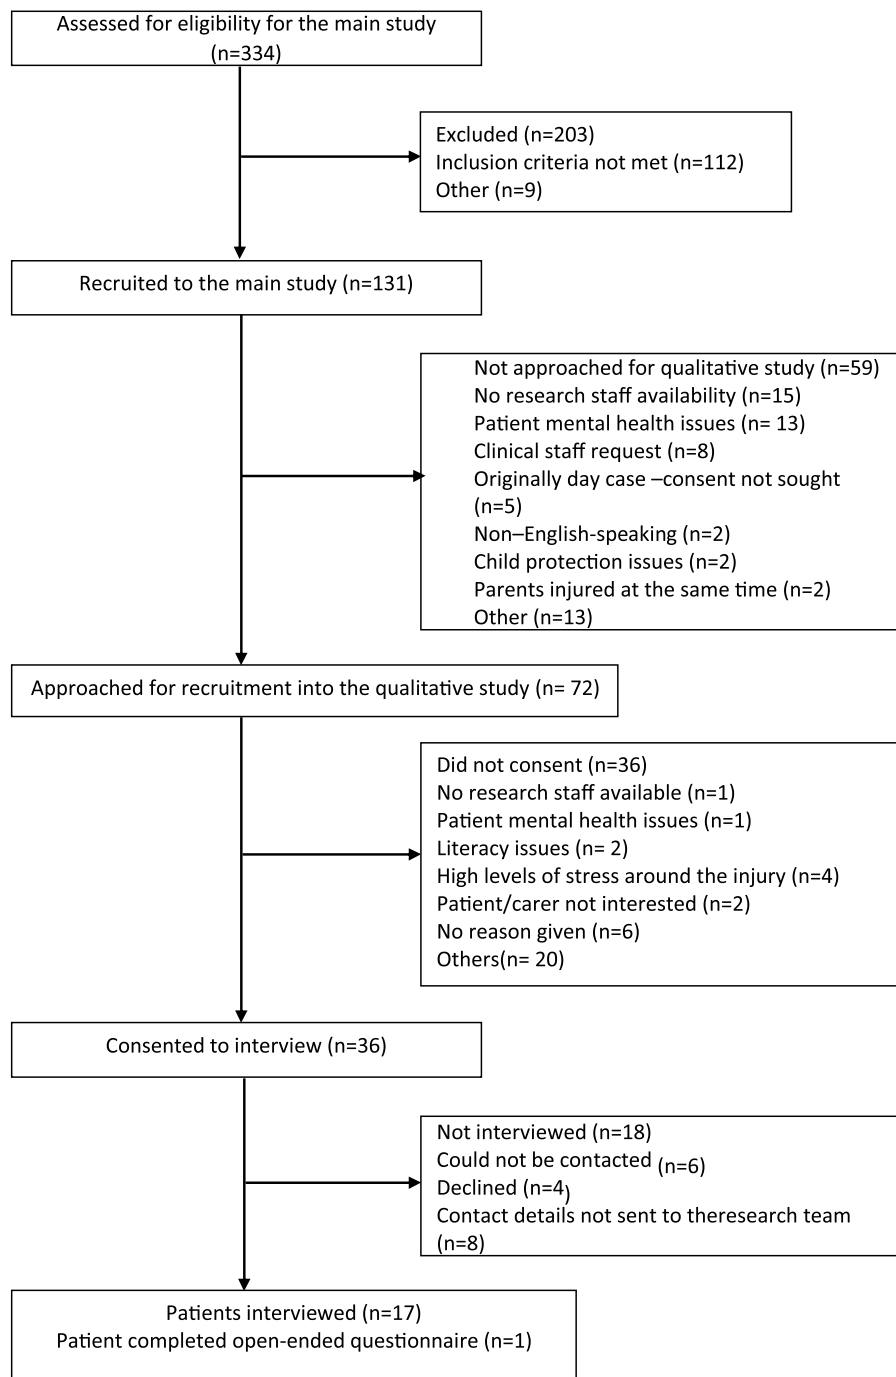 Assessed for eligibility for the main study
(n=334)
Excluded (n=203)
Inclusion criteria not met (n=112)
Other (n=9)
Recruited to the main study (n=131)
Not approached for qualitative study (n=59)
No research staff availability (n=15)
Patient mental health issues (n= 13)
Clinical staff request (n=8)
Originally day case –consent not sought
(n=5)
Non–English-speaking (n=2)
Child protection issues (n=2)
Parents injured at the same time (n=2)
Other (n=13)
Approached for recruitment into the qualitative study (n= 72)
Did not consent (n=36)
No research staff available (n=1)
Patient mental health issues (n=1)
Literacy issues (n= 2)
High levels of stress around the injury (n=4)
Patient/carer not interested (n=2)
No reason given (n=6)
Others(n= 20)
Consented to interview (n=36)
Not interviewed (n=18)
Could not be contacted (n=6)
Declined (n=4)
Contact details not sent to theresearch team
(n=8)
Patients interviewed (n=17)
Patient completed open-ended questionnaire (n=1)